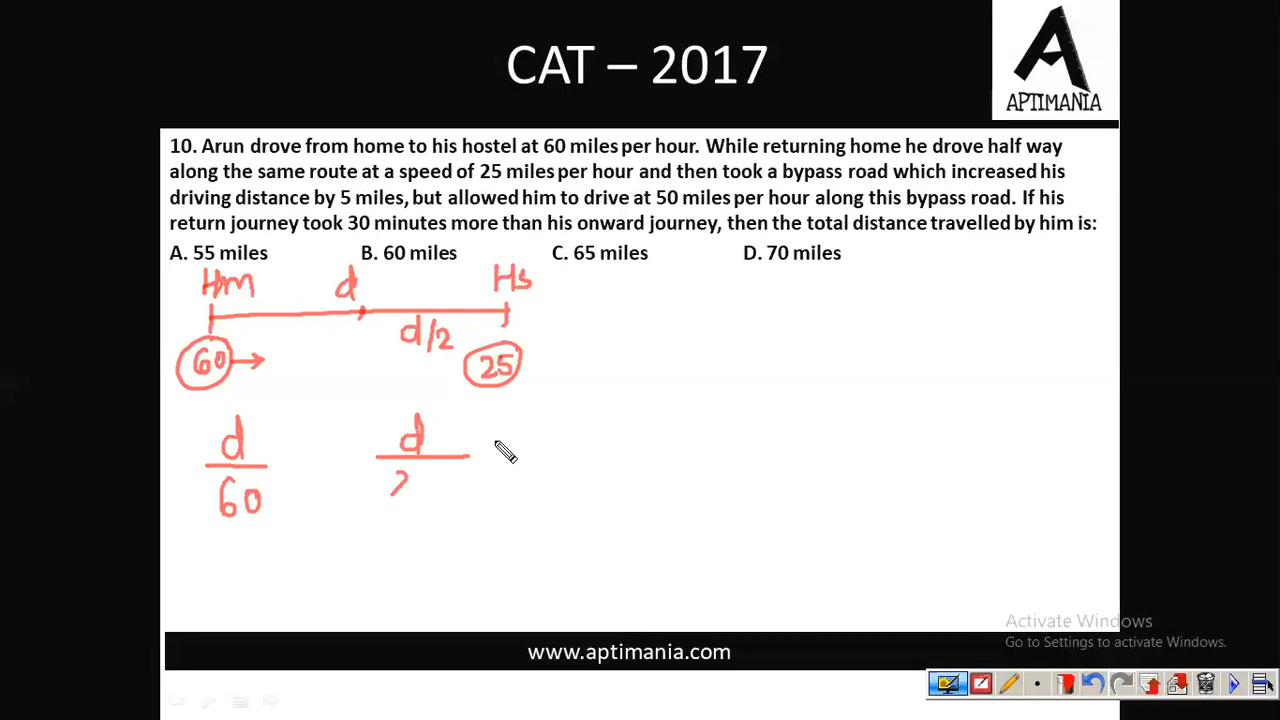 CAT – 2017
APTIMANIA
10. Arun drove from home to his hostel at 60 miles per hour. While returning home he drove half way
along the same route at a speed of 25 miles per hour and then took a bypass road which increased his
driving distance by 5 miles, but allowed him to drive at 50 miles per hour along this bypass road. If his
return journey took 30 minutes more than his onward journey, then the total distance travelled by him is:
A. 55 miles B. 60 miles C. 65 miles D. 70 miles
Hm d Hs
d/2
60 25
d d
60 2
Activate Windows
Go to Settings to activate Windows.
www.aptimania.com